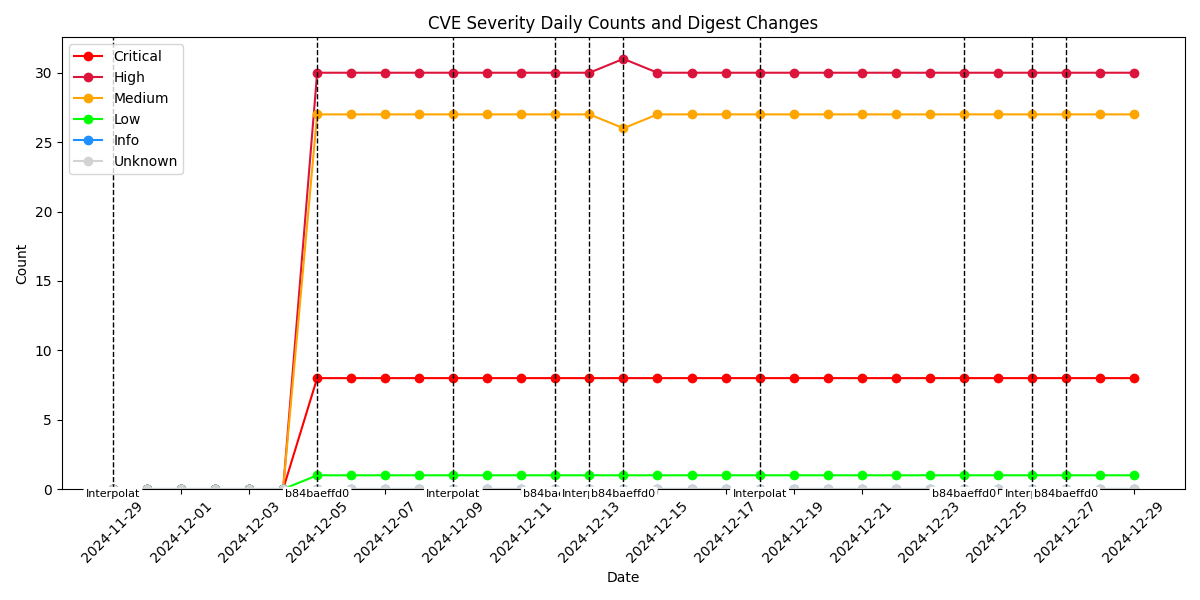 CVE Severity Daily Counts and Digest Changes
Critical
High
Medium
Low
Info
Unknown
Count
30
25
20
15
10
5
0
Interpolat
b84baeffd0
Interpolat
b84baeffd0
Interpolat
b84baeffd0
Interpolat
b84baeffd0
2024-11-29
2024-12-01
2024-12-03
2024-12-05
2024-12-07
2024-12-09
2024-12-11
2024-12-13
2024-12-15
2024-12-17
2024-12-19
2024-12-21
2024-12-23
2024-12-25
2024-12-27
2024-12-29
Date